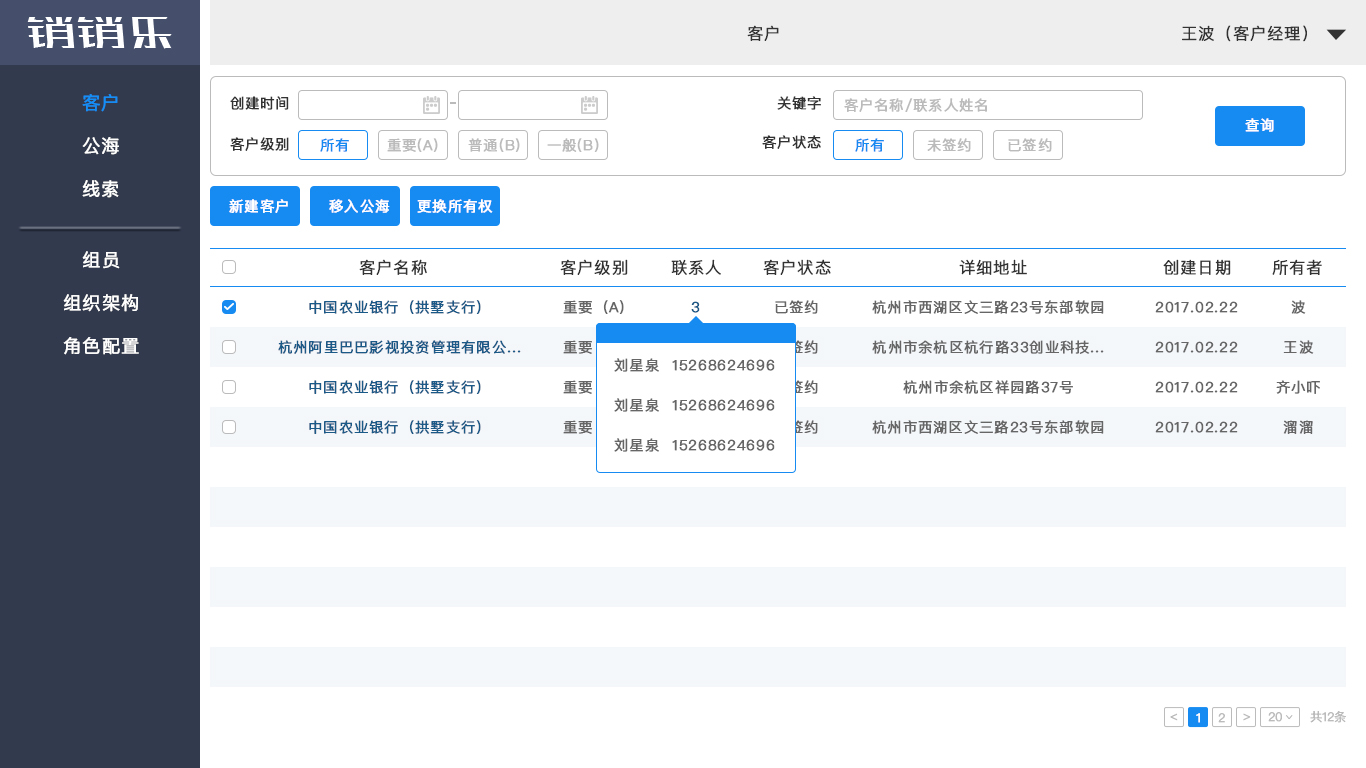 销销乐
客户
王波（客户经理）
客户
公海
线索
组员
组织架构
角色配置
创建时间 - 关键字 客户名称/联系人姓名
客户级别 所有 重要(A) 普通(B) 一般(B) 客户状态 所有 未签约 已签约
查询
新建客户 移入公海 更换所有权
客户名称 客户级别 联系人 客户状态 详细地址 创建日期 所有者
中国农业银行（拱墅支行） 重要（A） 3 已签约 杭州市西湖区文三路23号东部软园 2017.02.22 波
杭州阿里巴巴影视投资管理有限公... 重要 签约 杭州市余杭区杭行路33创业科技... 2017.02.22 王波
中国农业银行（拱墅支行） 重要 签约 杭州市余杭区祥园路37号 2017.02.22 齐小吓
中国农业银行（拱墅支行） 重要 签约 杭州市西湖区文三路23号东部软园 2017.02.22 溜溜
刘星泉 15268624696
刘星泉 15268624696
刘星泉 15268624696
< 1 2 > 20 共12条